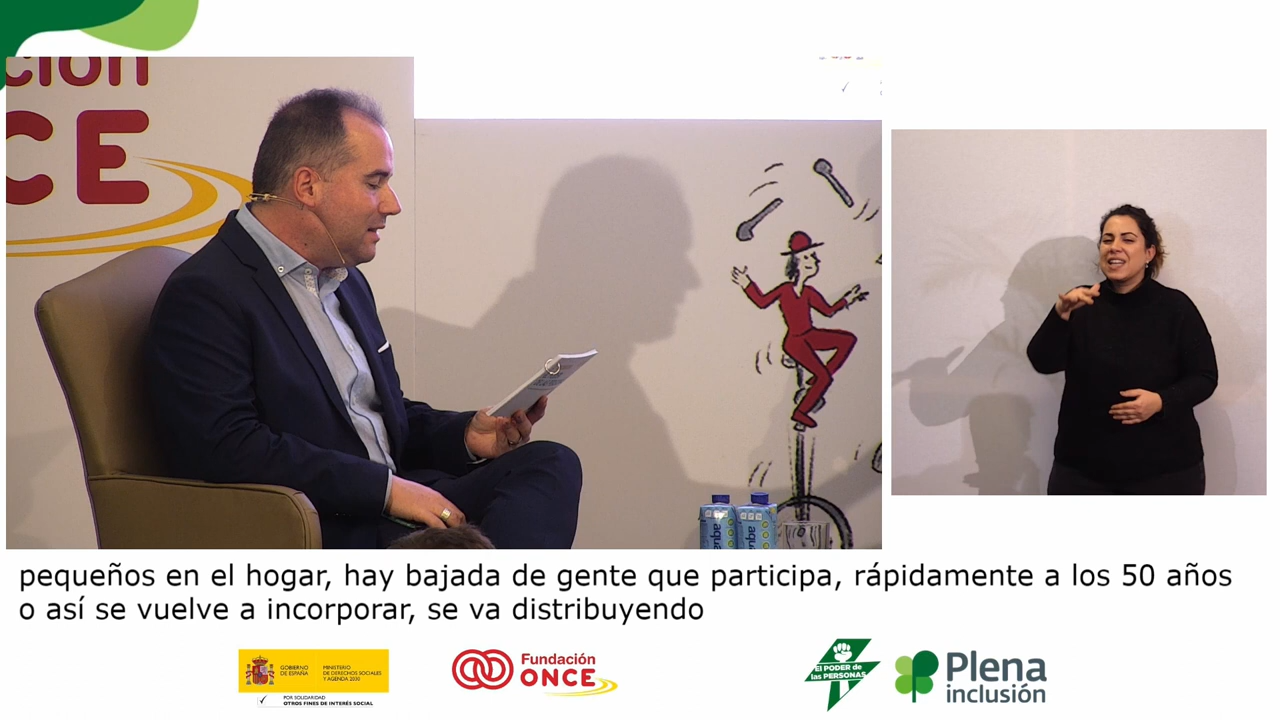 ción
CE
aqua
pequeños en el hogar, hay bajada de gente que participa, rápidamente a los 50 años
o así se vuelve a incorporar, se va distribuyendo
GOBIERNO
DE ESPAÑA
MINISTERIO
DE DERECHOS SOCIALES
Y AGENDA 2030
POR SOLIDARIDAD
OTROS FINES DE INTERÉS SOCIAL
Fundación
ONCE
EL PODER de
las PERSONAS
Plena
inclusión